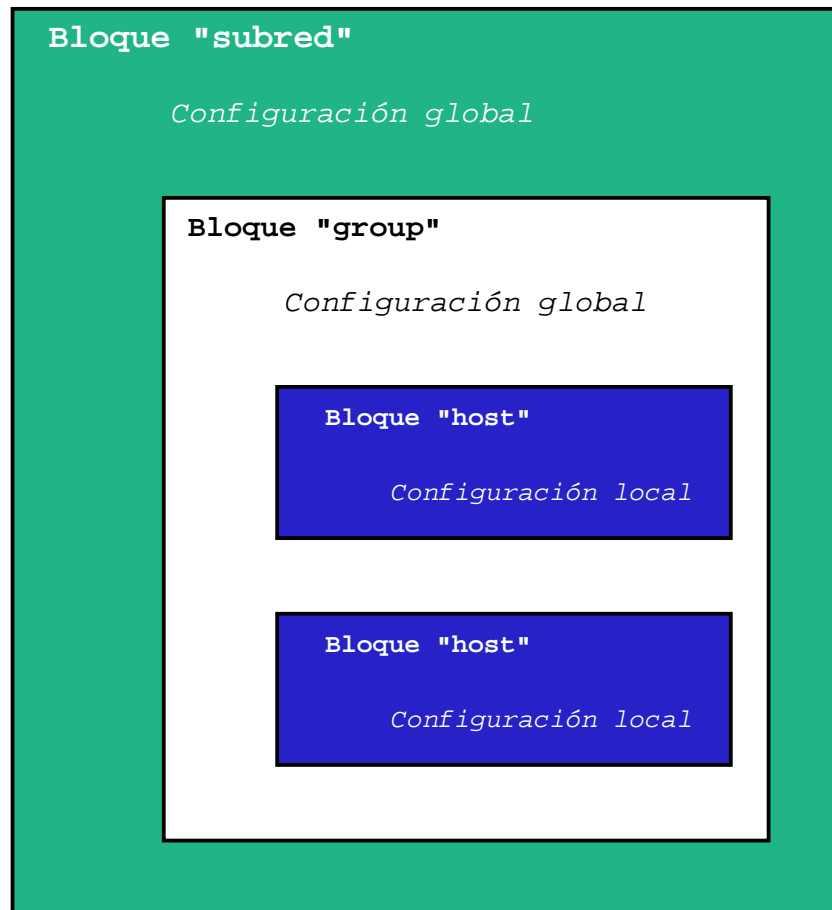 Bloque "subred"
Configuración global
Bloque "group"
Configuración global
Bloque "host"
Configuración local
Bloque "host"
Configuración local